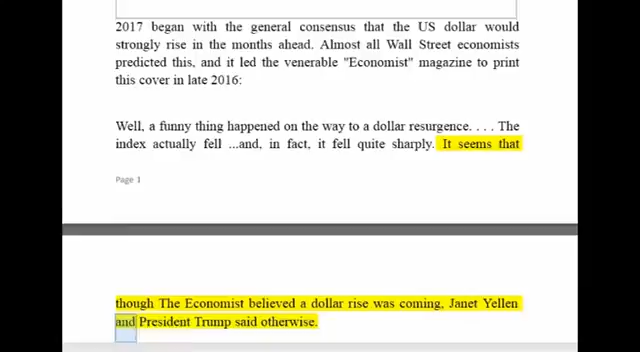 2017 began with the general consensus that the US dollar would
strongly rise in the months ahead. Almost all Wall Street economists
predicted this, and it led the venerable "Economist" magazine to print
this cover in late 2016:
Well, a funny thing happened on the way to a dollar resurgence. . . . The
index actually fell ...and, in fact, it fell quite sharply. It seems that
Page 1
though The Economist believed a dollar rise was coming, Janet Yellen
and President Trump said otherwise.